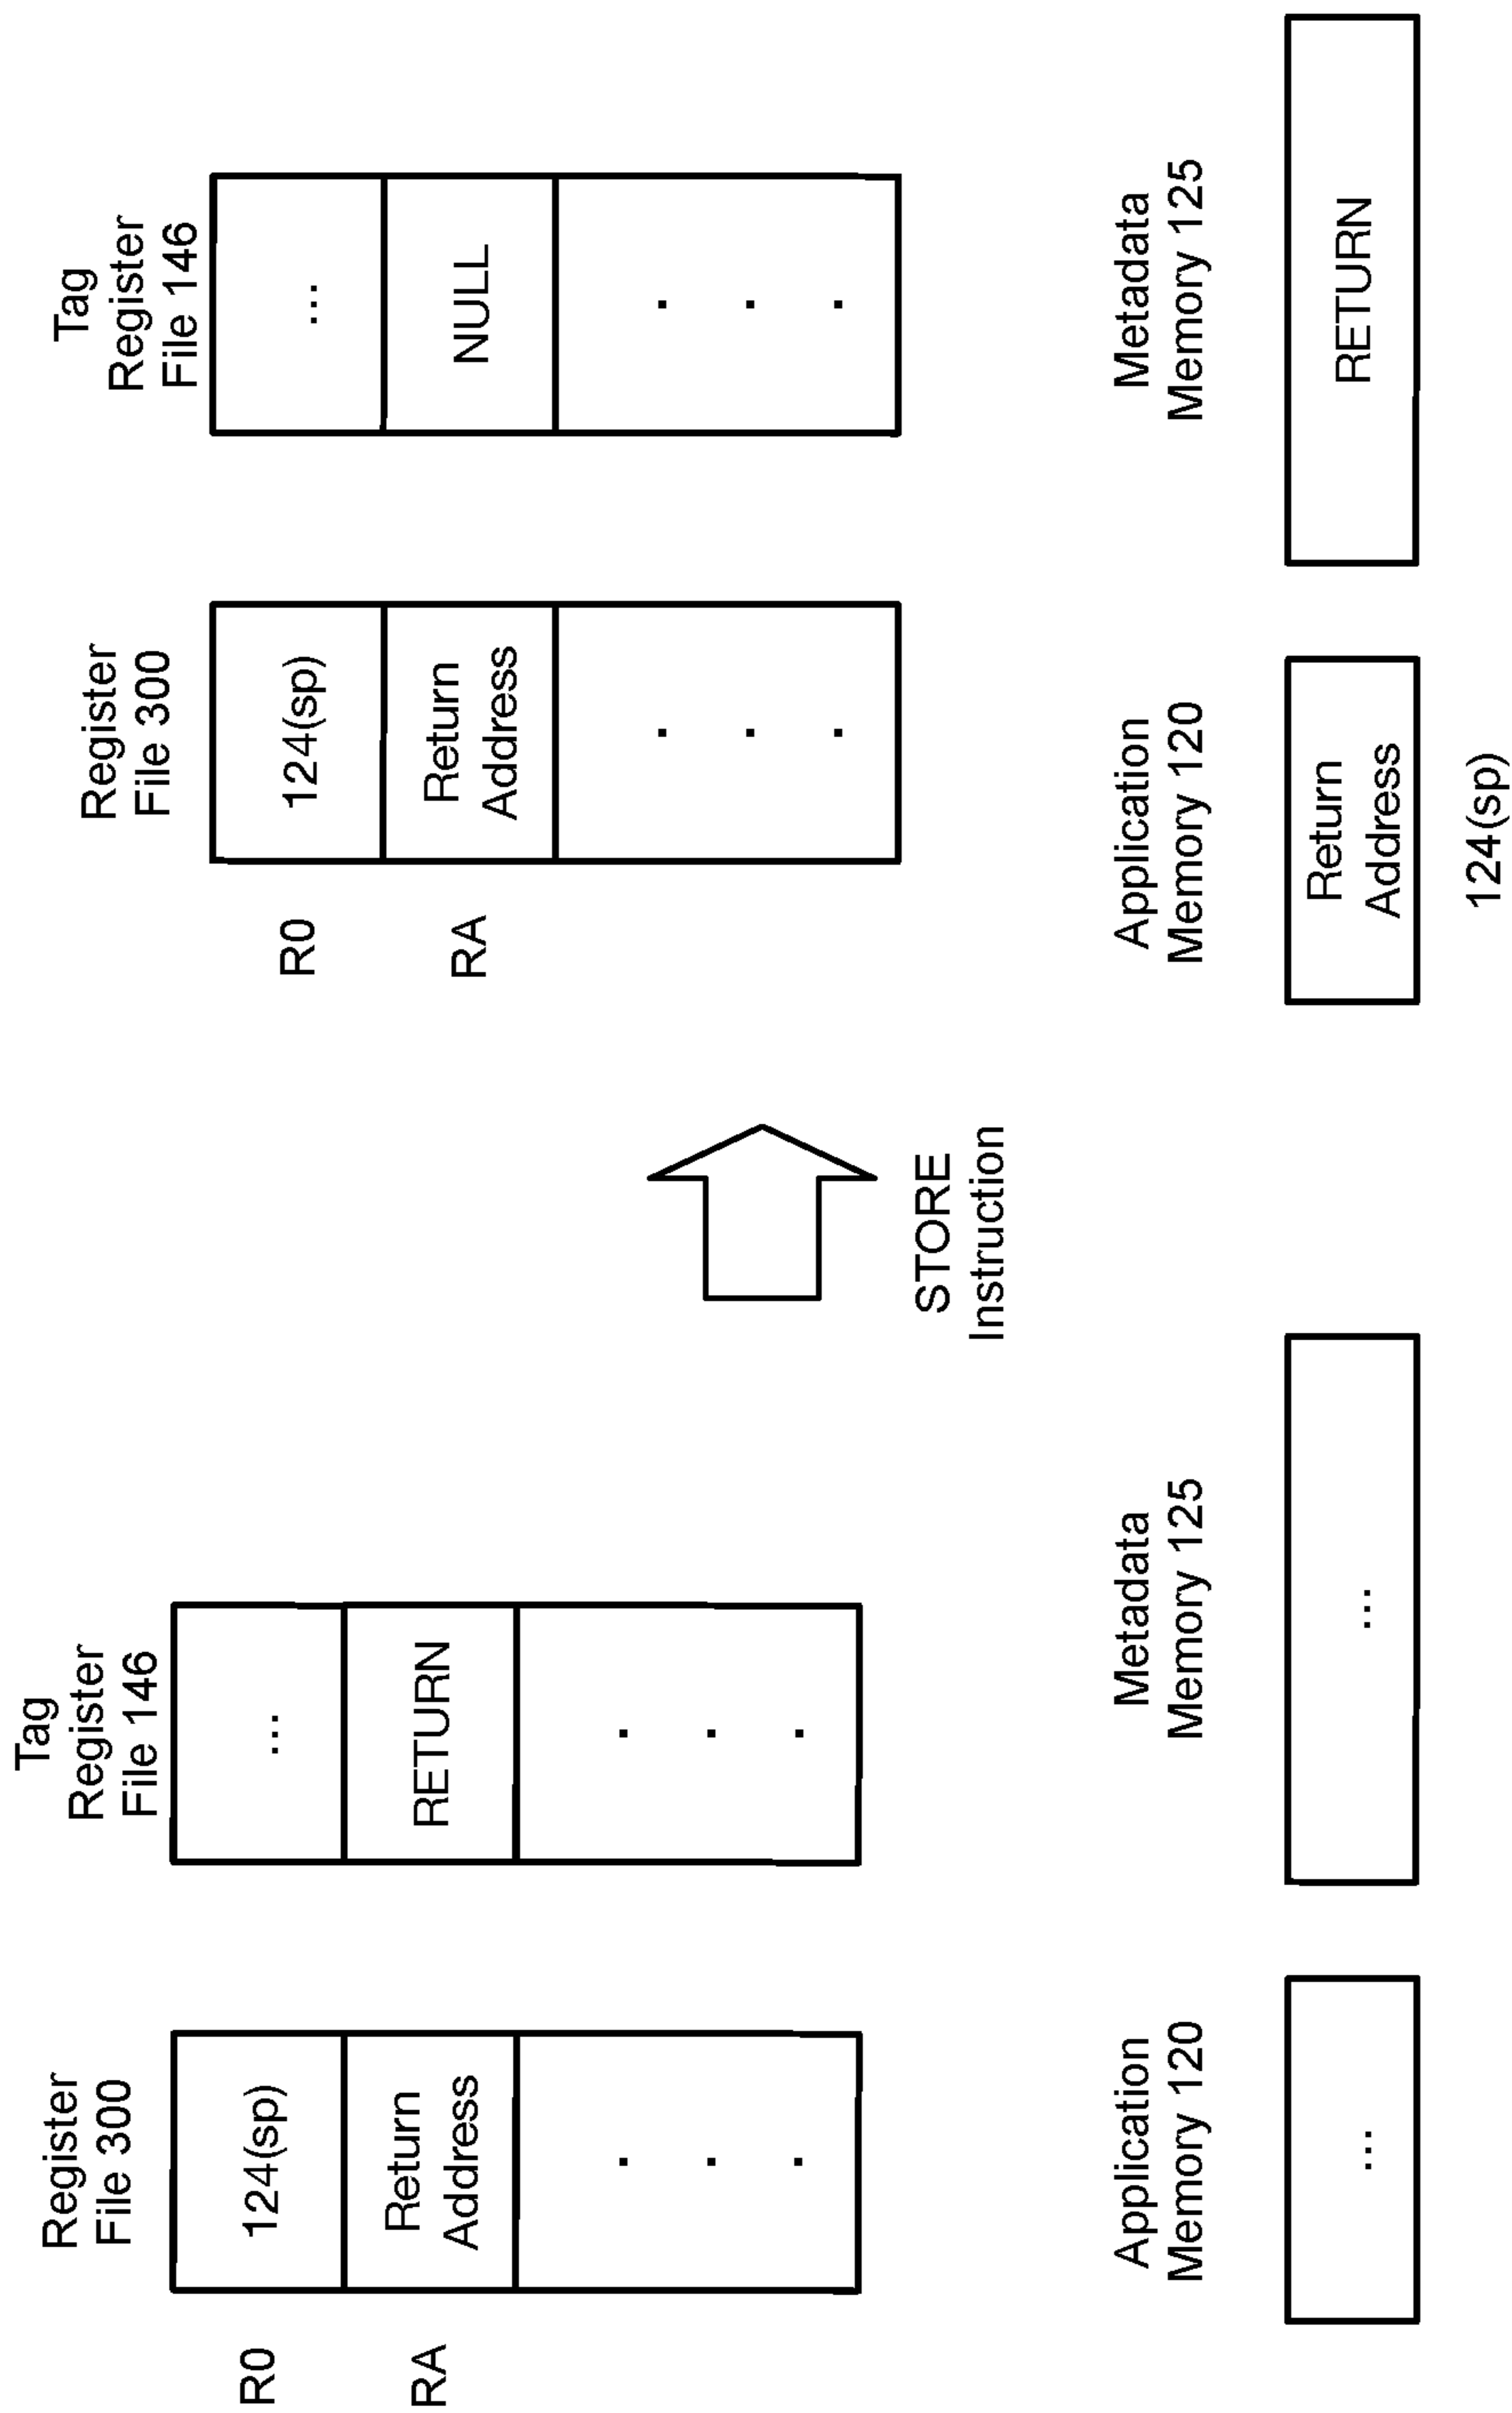 Register
File 300
Tag
Register
File 146
R0
124(sp)
...
RA
Return
Address
RETURN
.
.
.
.
.
.
Application
Memory 120
Metadata
Memory 125
...
...
STORE
Instruction
Register
File 300
Tag
Register
File 146
R0
124(sp)
...
RA
Return
Address
NULL
.
.
.
.
.
.
Application
Memory 120
Metadata
Memory 125
Return
Address
RETURN
124(sp)